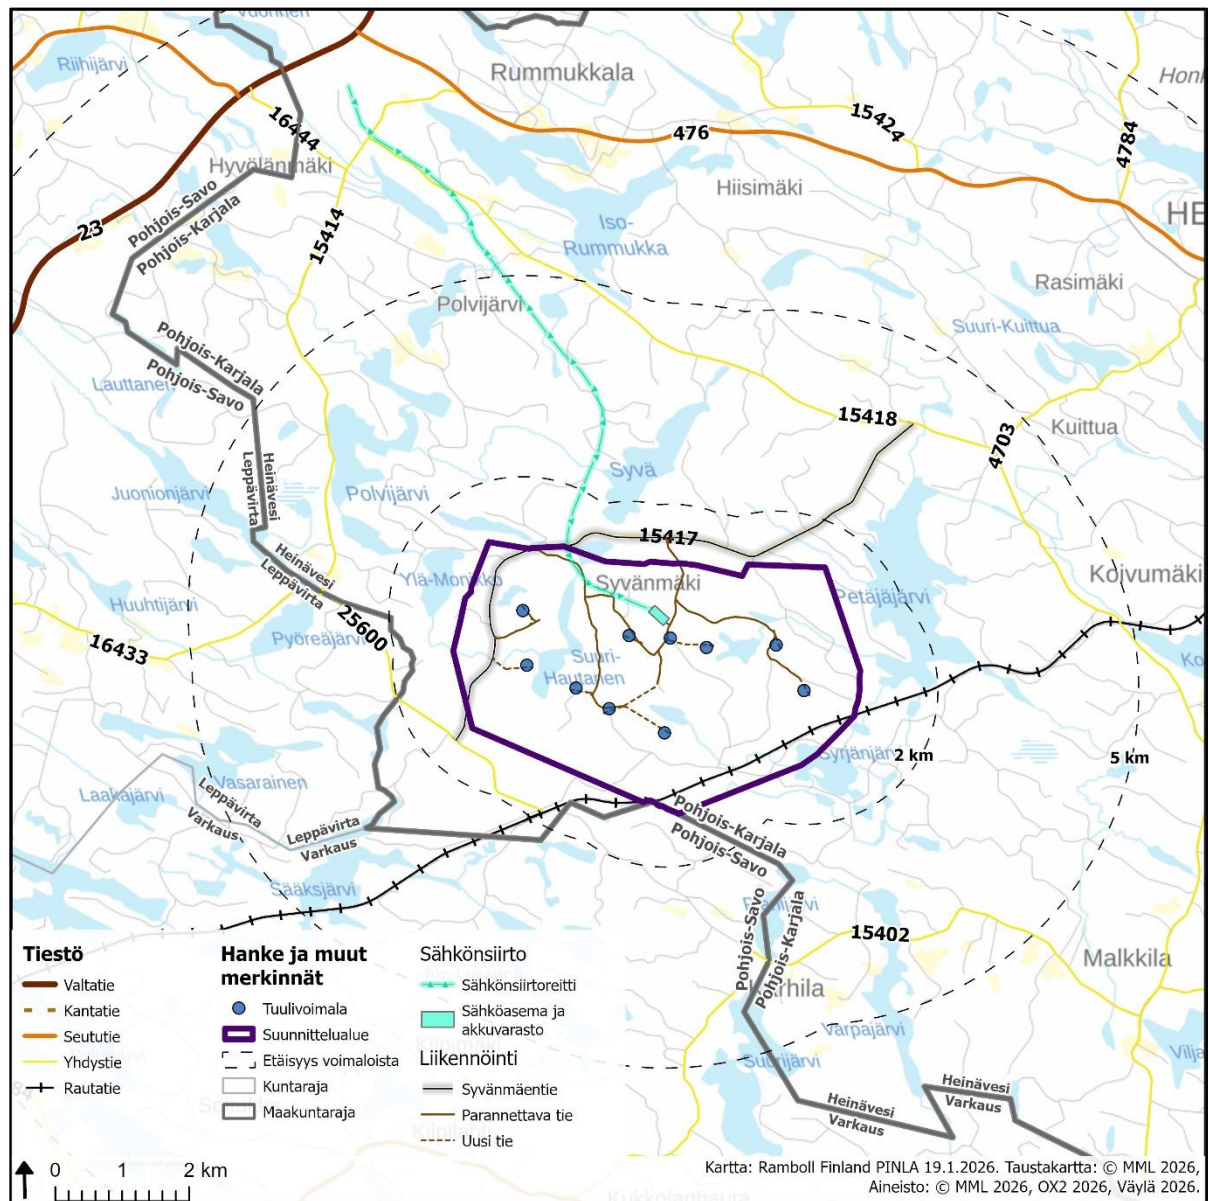 Vuonnen
Riihijärvi
Rummukkala
16444
476
15424
4784
Hyvölänmäki
Hiisimäki
HE
23
Pohjois-Savo
Pohjois-Karjala
15414
Iso-
Rummukka
Rasimäki
Polvijärvi
Suuri-Kuittua
Pohjois-Karjala
Pohjois-Savo
Lauttanen
15418
4703
Kuittua
Heinävesi
Leppävirta
Juonionjärvi
Polvijärvi
Syvä
15417
Heinävesi
Leppävirta
Syvänmäki
Petäjäjärvi
Koivumäki
Huuhtijärvi
Pyöreäjärvi
25600
16433
Suuri-
Hautanen
Ko
Syrjänjärvi
2 km
5 km
Vasarainen
Laakajärvi
Leppävirta
Varkaus
Leppävirta
Varkaus
Pohjois-Karjala
Pohjois-Savo
Sääksjärvi
Pohjois-Savo
Pohjois-Karjala
15402
Malkkila
Varpajärvi
Suurijärvi
Vilja
Heinävesi
Varkaus
Heinävesi
Varkaus
Tiestö
Valtatie
Kantatie
Seututie
Yhdystie
Rautatie
Hanke ja muut
merkinnät
Tuulivoimala
Suunnittelualue
Etäisyys voimaloista
Kuntaraja
Maakuntaraja
Sähkönsiirto
Sähkönsiirtoreitti
Sähköasema ja
akkuvarasto
Liikennöinti
Syvänmäentie
Parannettava tie
Uusi tie
0 1 2 km
Kartta: Ramboll Finland PINLA 19.1.2026. Taustakartta: © MML 2026,
Aineisto: © MML 2026, OX2 2026, Väylä 2026.
Kukkolanhauta